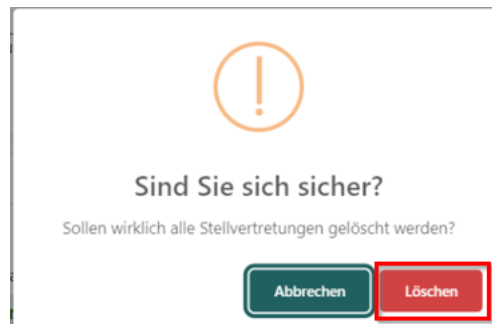 Sind Sie sich sicher?
Sollen wirklich alle Stellvertretungen gelöscht werden?
Abbrechen
Löschen